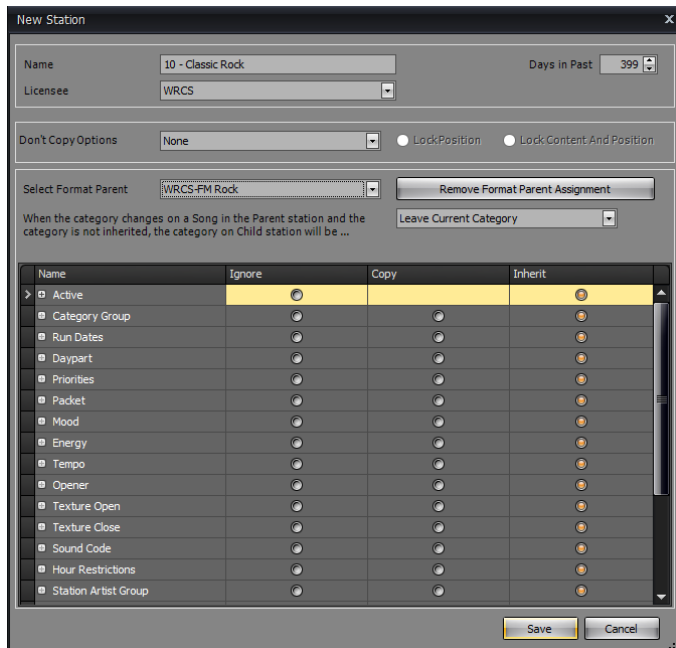 New Station
x
Name 10 - Classic Rock Days in Past 399
Licensee WRCS
Don't Copy Options None LockPosition Lock Content And Position
Select Format Parent WRCS-FM Rock Remove Format Parent Assignment
When the category changes on a Song in the Parent station and the Leave Current Category
category is not inherited, the category on Child station will be ...
Name Ignore Copy Inherit
Active
Category Group
Run Dates
Daypart
Priorities
Packet
Mood
Energy
Tempo
Opener
Texture Open
Texture Close
Sound Code
Hour Restrictions
Station Artist Group
Save Cancel